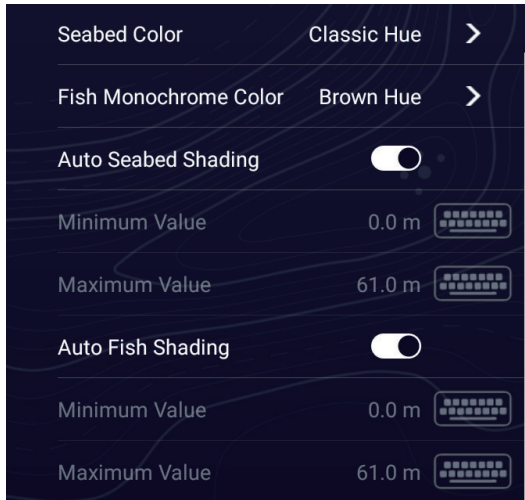 Seabed Color Classic Hue
Fish Monochrome Color Brown Hue
Auto Seabed Shading
Minimum Value 0.0 m
Maximum Value 61.0 m
Auto Fish Shading
Minimum Value 0.0 m
Maximum Value 61.0 m